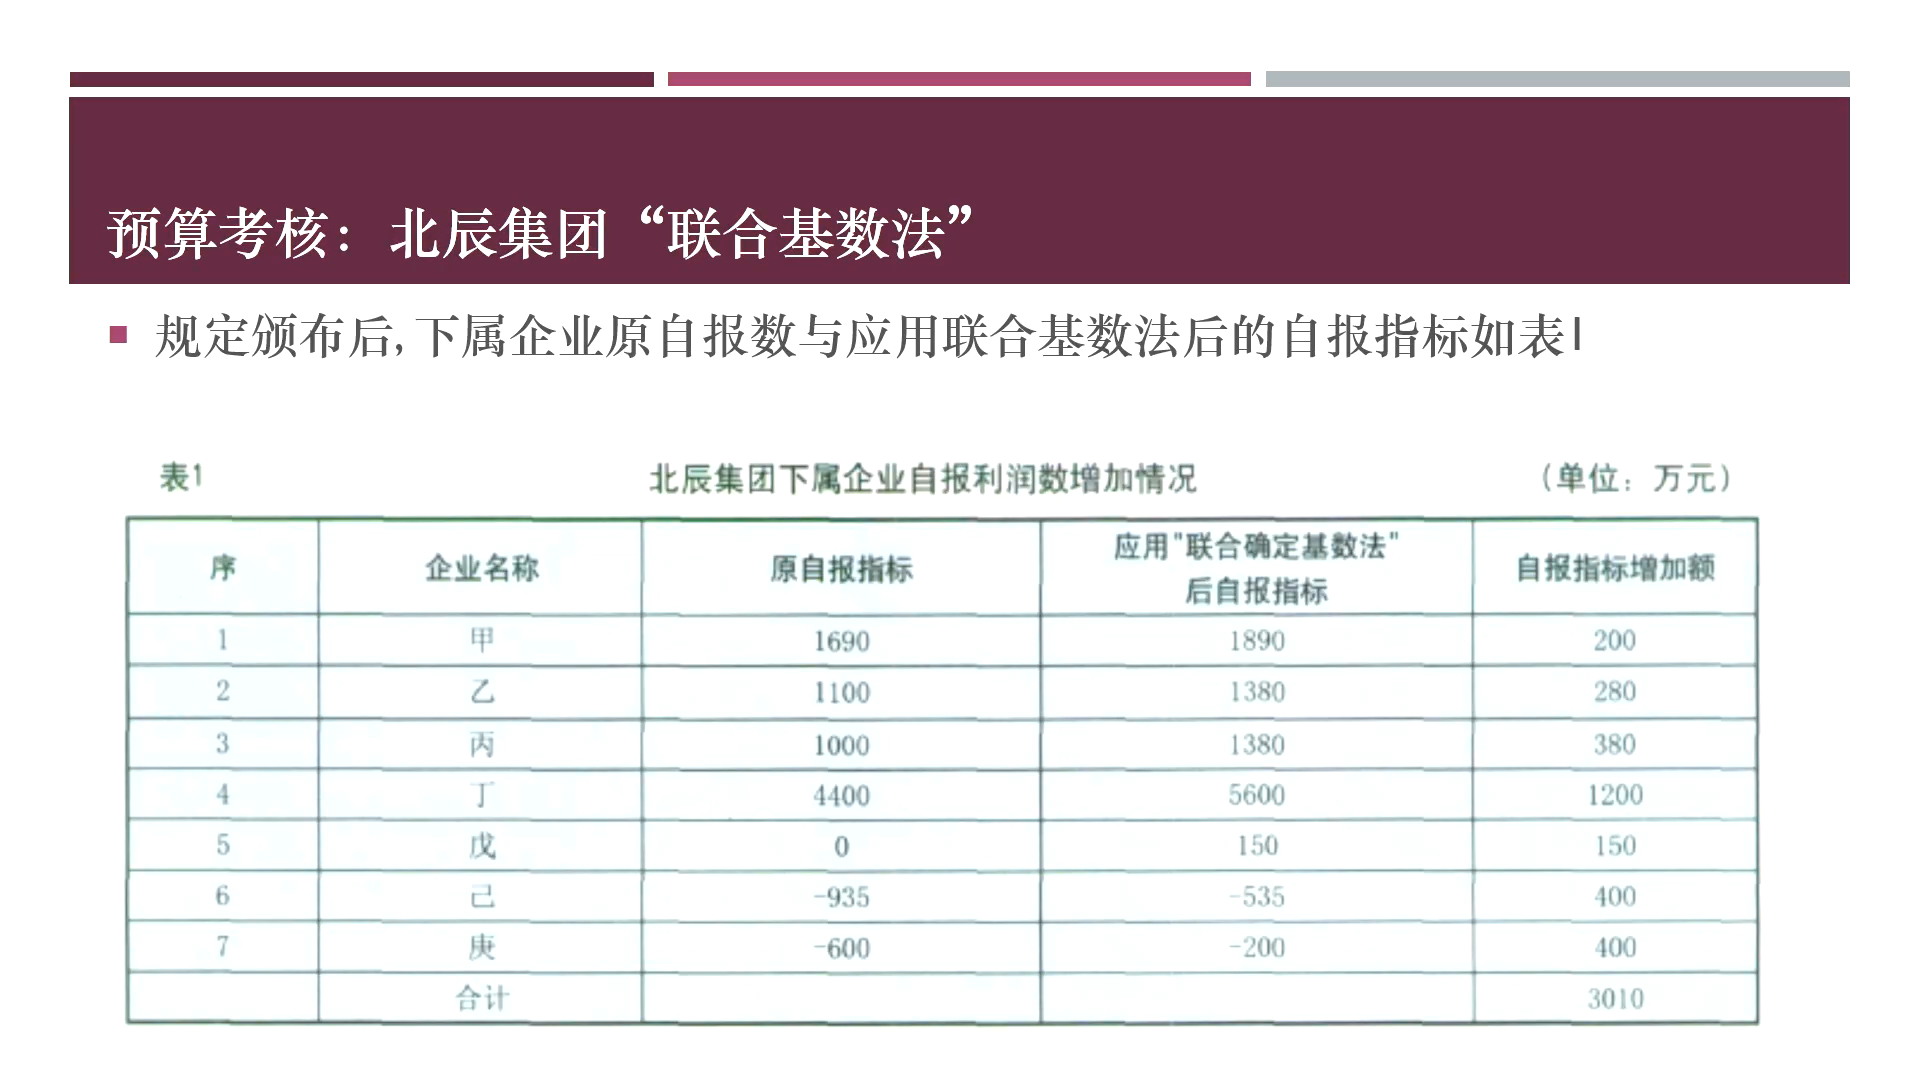 预算考核：北辰集团“联合基数法”
规定颁布后,下属企业原自报数与应用联合基数法后的自报指标如表1
表1 北辰集团下属企业自报利润数增加情况 （单位：万元）
序 企业名称 原自报指标 应用"联合确定基数法"后自报指标 自报指标增加额
1 甲 1690 1890 200
2 乙 1100 1380 280
3 丙 1000 1380 380
4 丁 4400 5600 1200
5 戊 0 150 150
6 己 -935 -535 400
7 庚 -600 -200 400
合计 3010